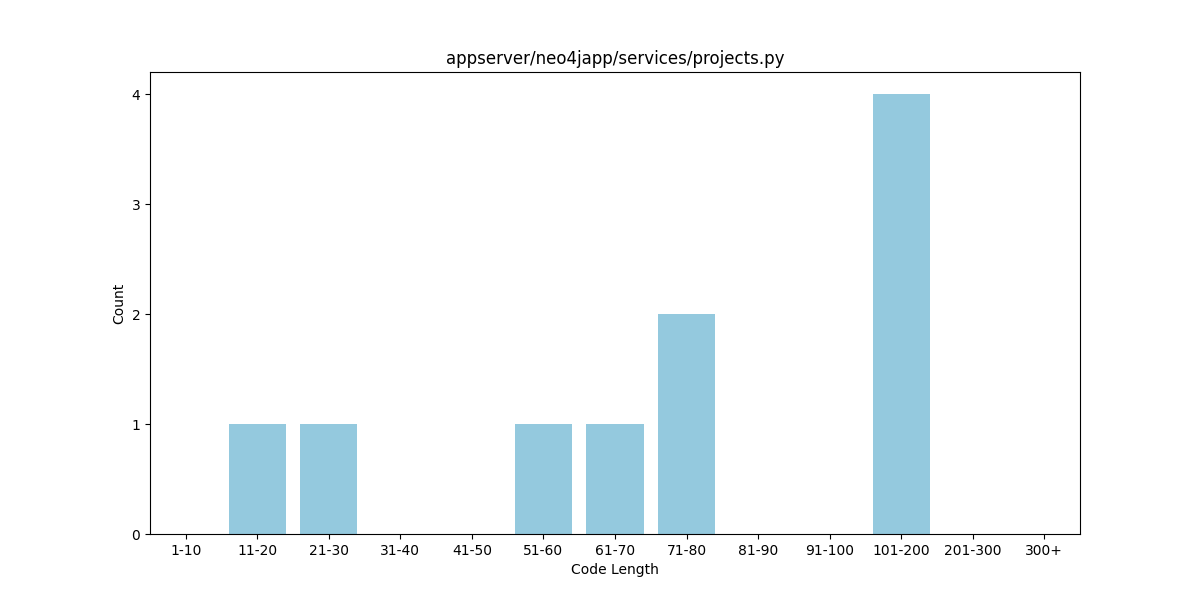 appserver/neo4japp/services/projects.py
4
3
2
1
0
Count
1-10 11-20 21-30 31-40 41-50 51-60 61-70 71-80 81-90 91-100 101-200 201-300 300+
Code Length